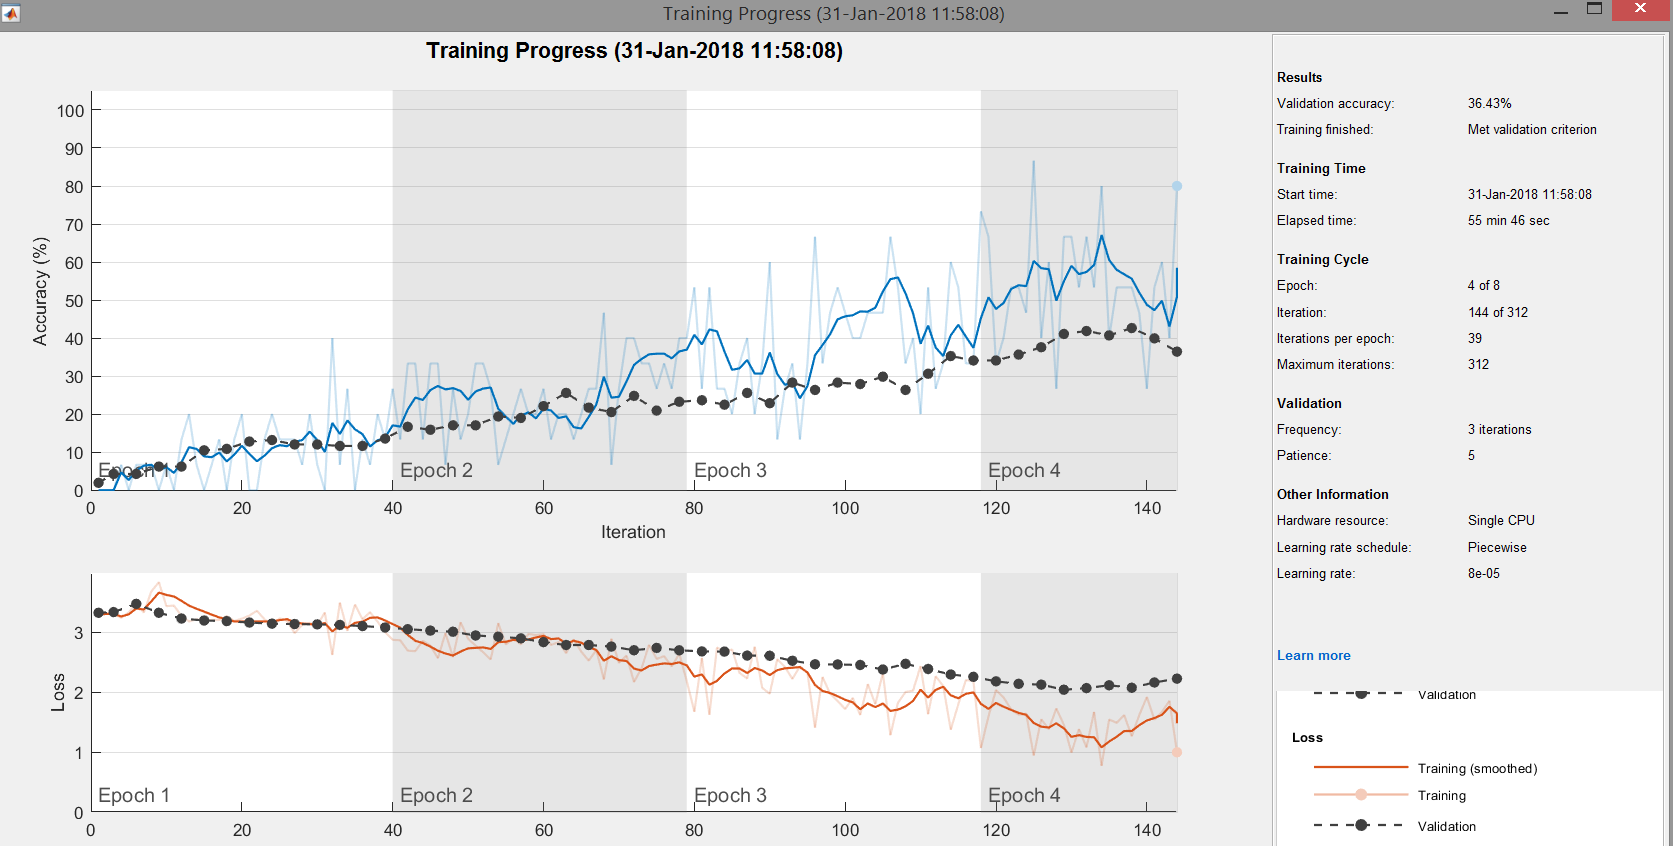 Training Progress (31-Jan-2018 11:58:08)
Training Progress (31-Jan-2018 11:58:08)
Accuracy (%)
100
90
80
70
60
50
40
30
20
10
0
Epoch 1
Epoch 2
Epoch 3
Epoch 4
0 20 40 60 80 100 120 140
Iteration
Loss
3
2
1
0
Epoch 1
Epoch 2
Epoch 3
Epoch 4
0 20 40 60 80 100 120 140
Results
Validation accuracy: 36.43%
Training finished: Met validation criterion
Training Time
Start time: 31-Jan-2018 11:58:08
Elapsed time: 55 min 46 sec
Training Cycle
Epoch: 4 of 8
Iteration: 144 of 312
Iterations per epoch: 39
Maximum iterations: 312
Validation
Frequency: 3 iterations
Patience: 5
Other Information
Hardware resource: Single CPU
Learning rate schedule: Piecewise
Learning rate: 8e-05
Learn more
Validation
Loss
Training (smoothed)
Training
Validation